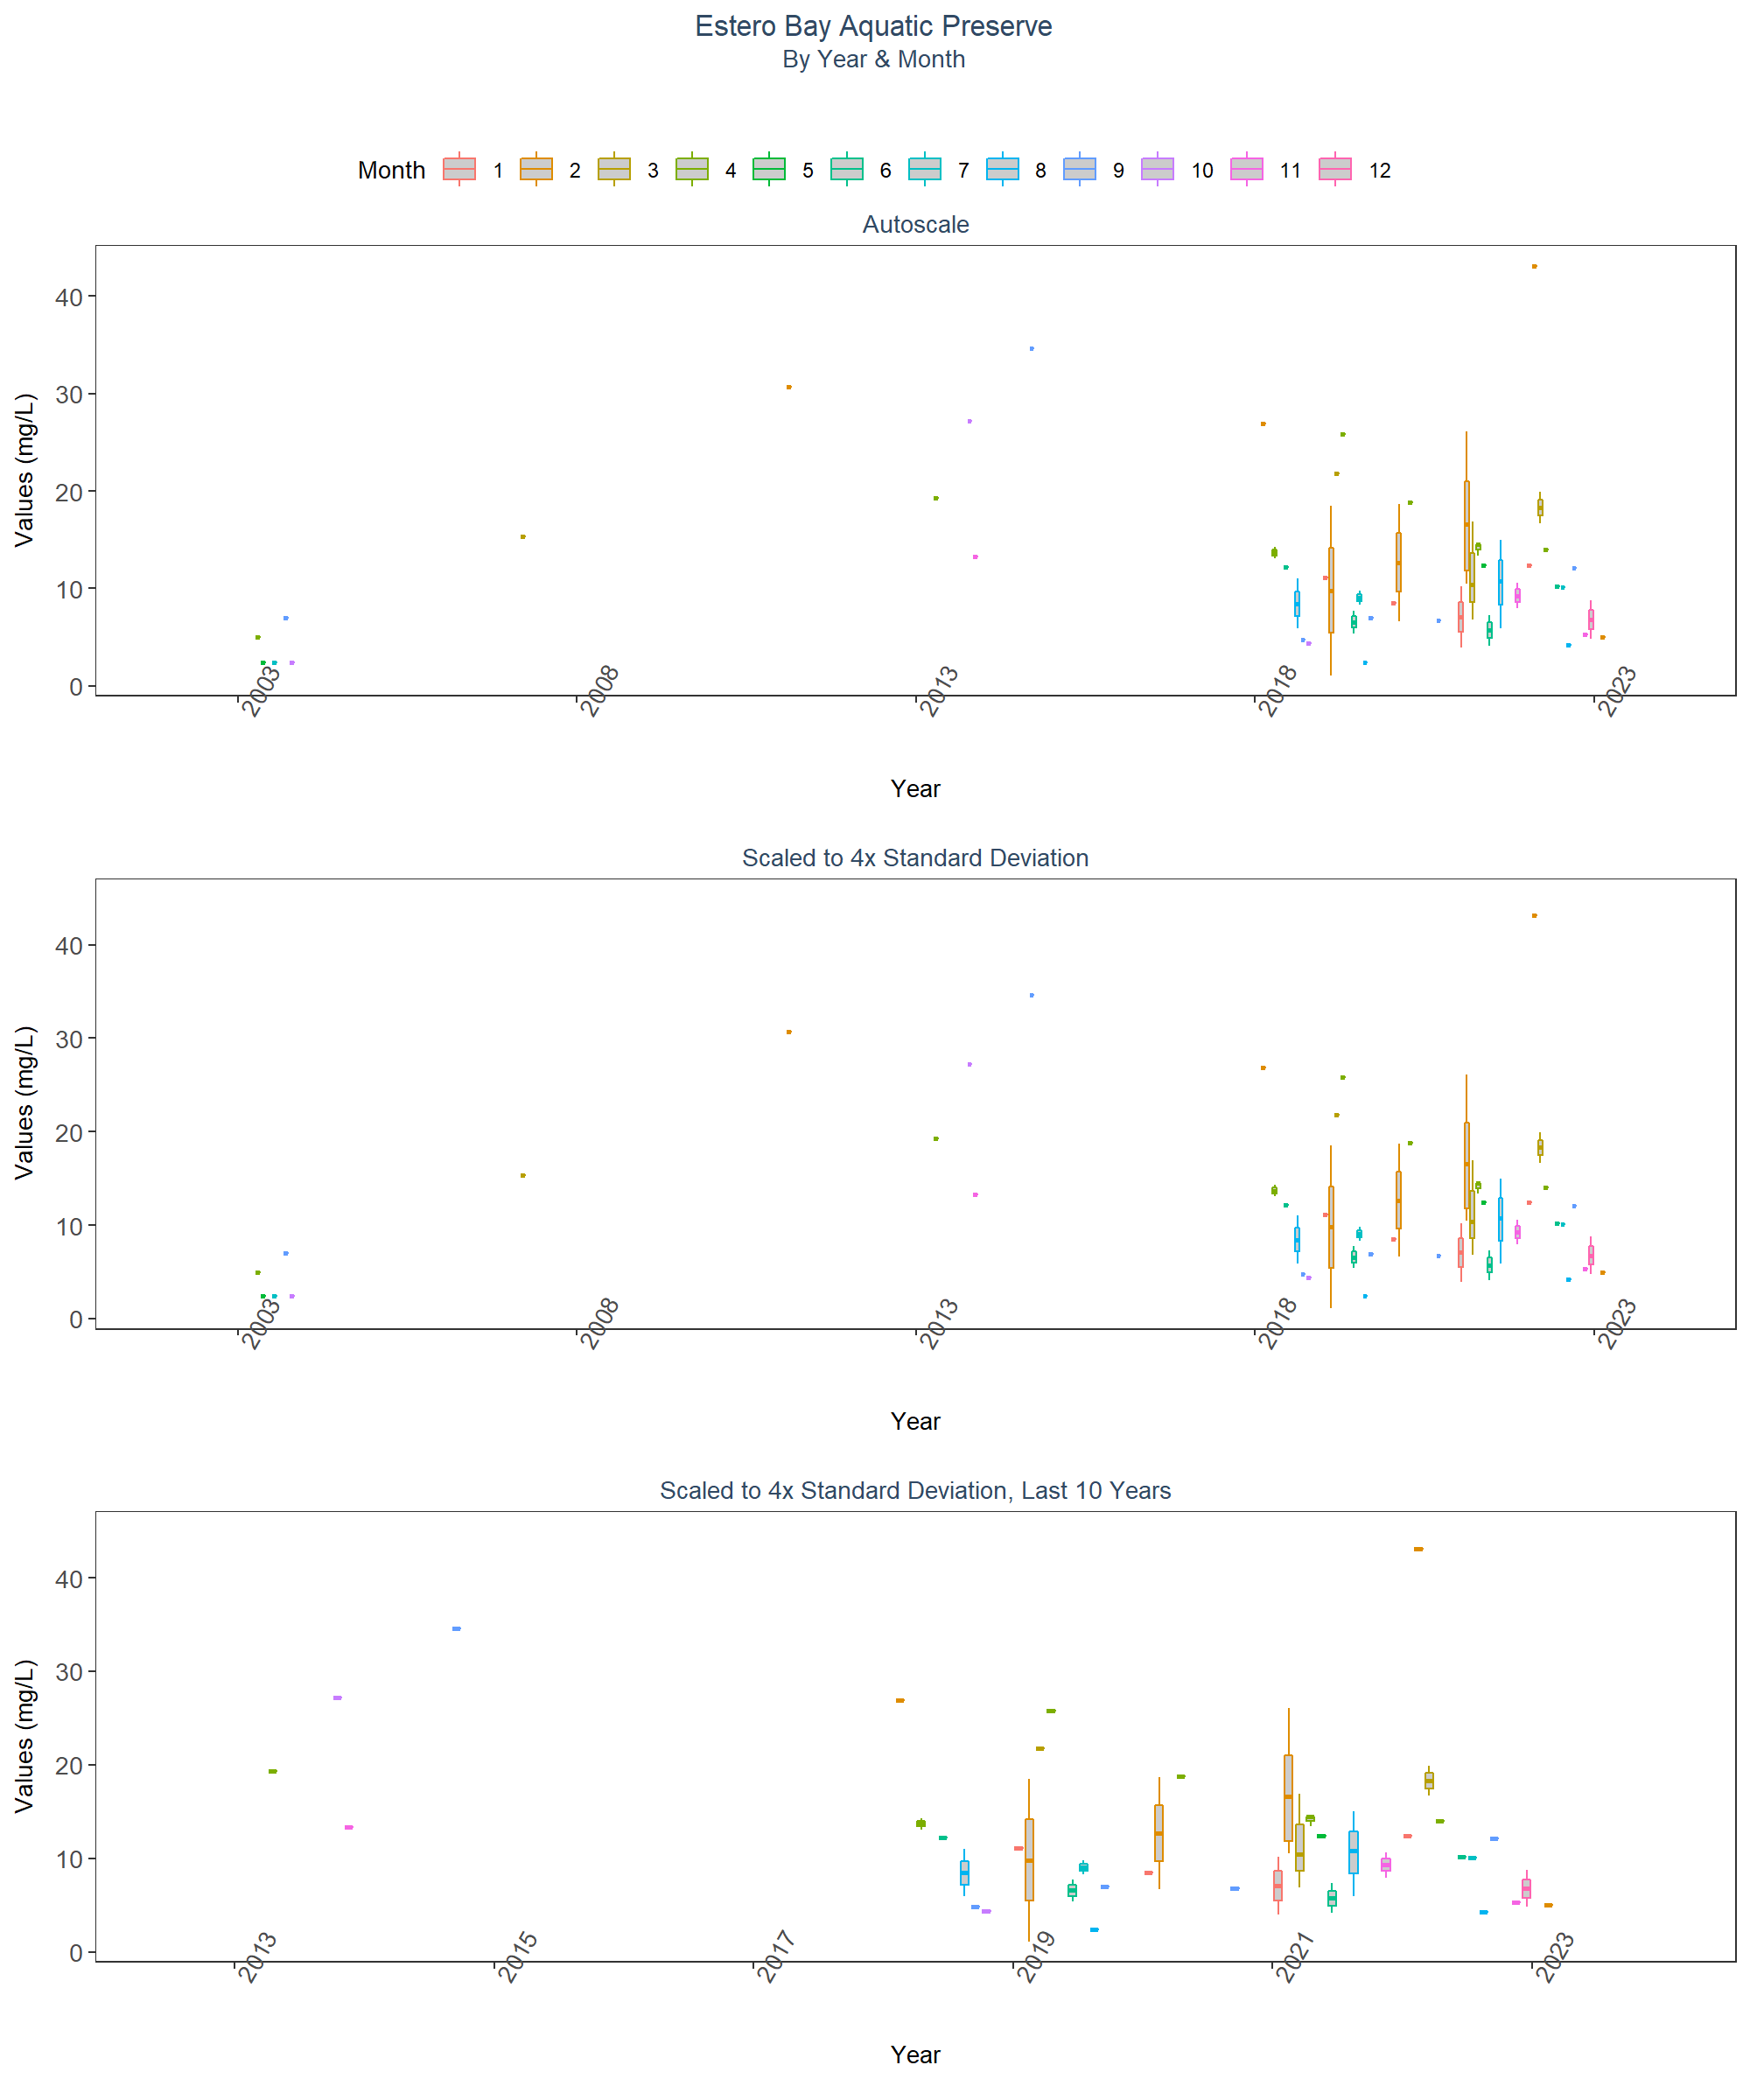 Estero Bay Aquatic Preserve
By Year & Month
Month 1 2 3 4 5 6 7 8 9 10 11 12
Autoscale
Values (mg/L)
40
30
20
10
0
2003 2008 2013 2018 2023
Year
Scaled to 4x Standard Deviation
Values (mg/L)
40
30
20
10
0
2003 2008 2013 2018 2023
Year
Scaled to 4x Standard Deviation, Last 10 Years
Values (mg/L)
40
30
20
10
0
2013 2015 2017 2019 2021 2023
Year